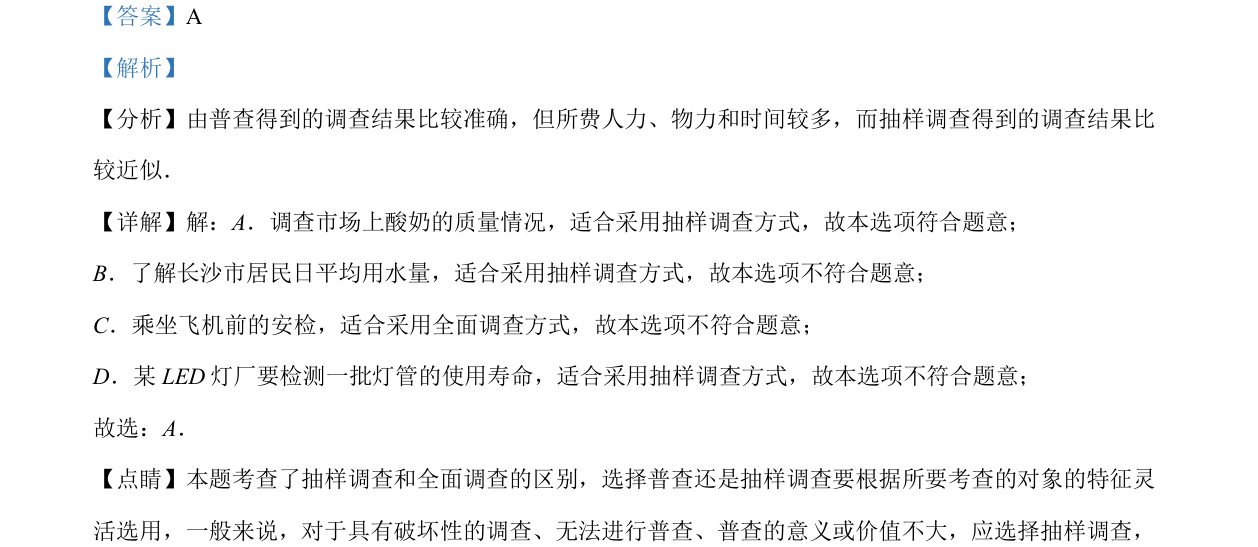 【答案】A
【解析】
【分析】由普查得到的调查结果比较准确，但所费人力、物力和时间较多，而抽样调查得到的调查结果比
较近似．
【详解】解：A．调查市场上酸奶的质量情况，适合采用抽样调查方式，故本选项符合题意；
B．了解长沙市居民日平均用水量，适合采用抽样调查方式，故本选项不符合题意；
C．乘坐飞机前的安检，适合采用全面调查方式，故本选项不符合题意；
D．某 LED 灯厂要检测一批灯管的使用寿命，适合采用抽样调查方式，故本选项不符合题意；
故选：A．
【点睛】本题考查了抽样调查和全面调查的区别，选择普查还是抽样调查要根据所要考查的对象的特征灵
活选用，一般来说，对于具有破坏性的调查、无法进行普查、普查的意义或价值不大，应选择抽样调查，